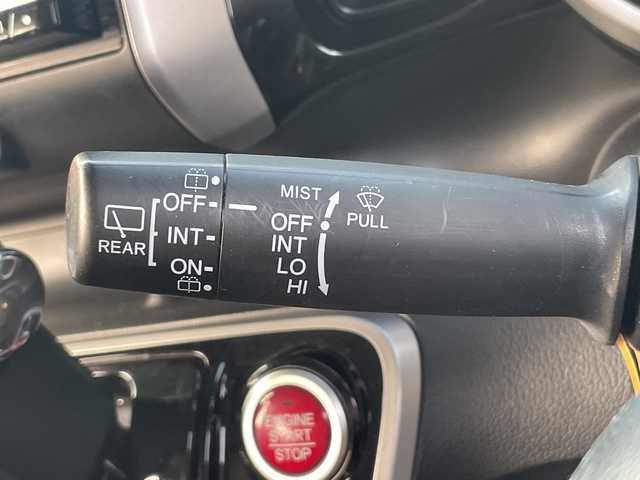 REAR
OFF
INT
ON
MIST
OFF
INT
LO
HI
PULL
ENGINE
START
STOP